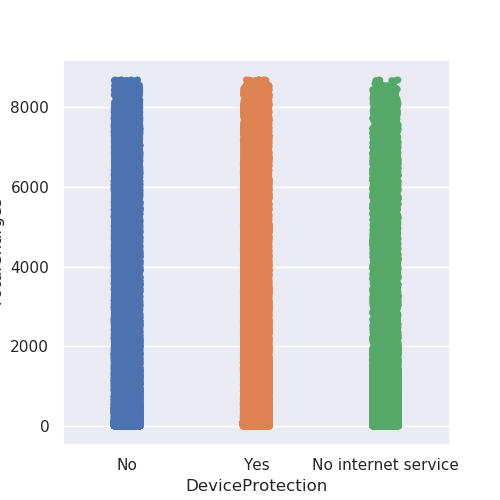 8000
6000
4000
2000
0
No Yes No internet service
DeviceProtection